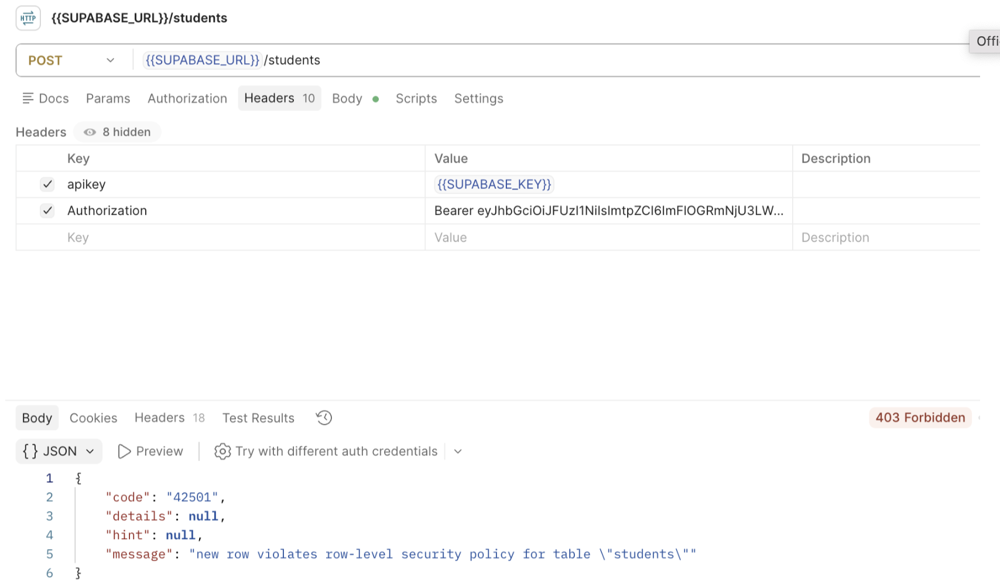 HTTP {{SUPABASE_URL}}/students
Offi
POST {{SUPABASE_URL}}/students
Docs Params Authorization Headers 10 Body Scripts Settings
Headers 8 hidden
Key Value Description
apikey {{SUPABASE_KEY}}
Authorization Bearer eyJhbGciOiJFUzI1NiIsImtpZCI6ImFlOGRmNjU3LW...
Key Value Description
Body Cookies Headers 18 Test Results 403 Forbidden
{} JSON Preview Try with different auth credentials
1 {
2 "code": "42501",
3 "details": null,
4 "hint": null,
5 "message": "new row violates row-level security policy for table \"students\""
6 }